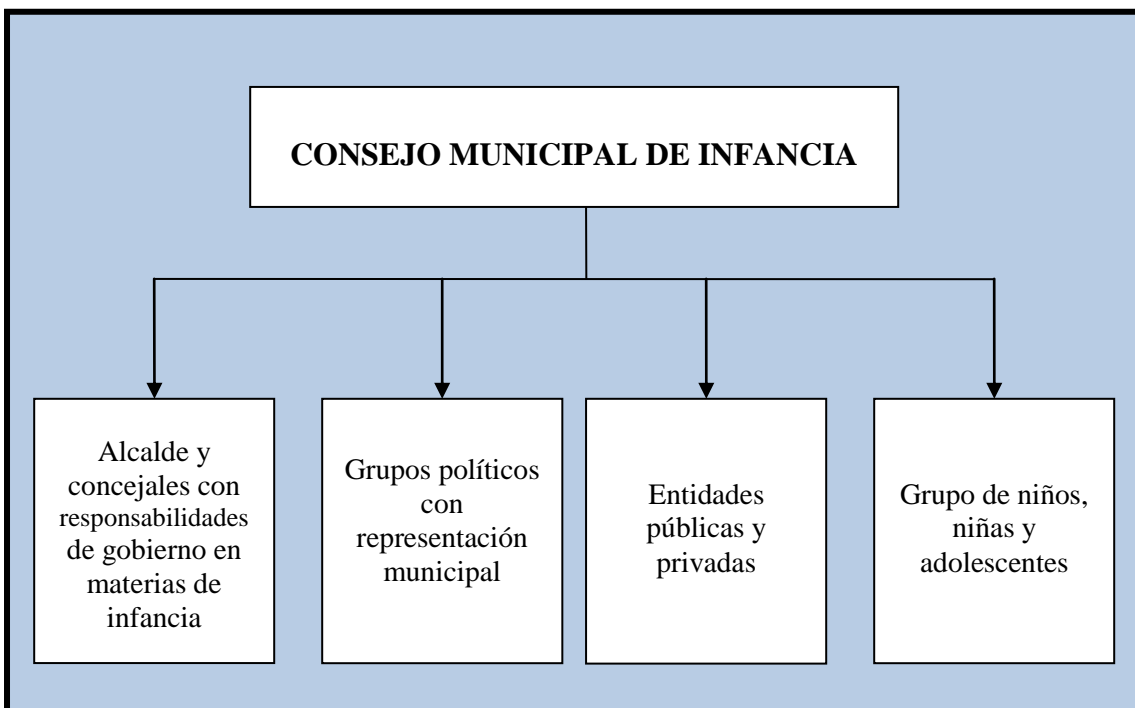 CONSEJO MUNICIPAL DE INFANCIA
Alcalde y
concejales con
responsabilidades
de gobierno en
materias de
infancia
Grupos políticos
con
representación
municipal
Entidades
públicas y
privadas
Grupo de niños,
niñas y
adolescentes